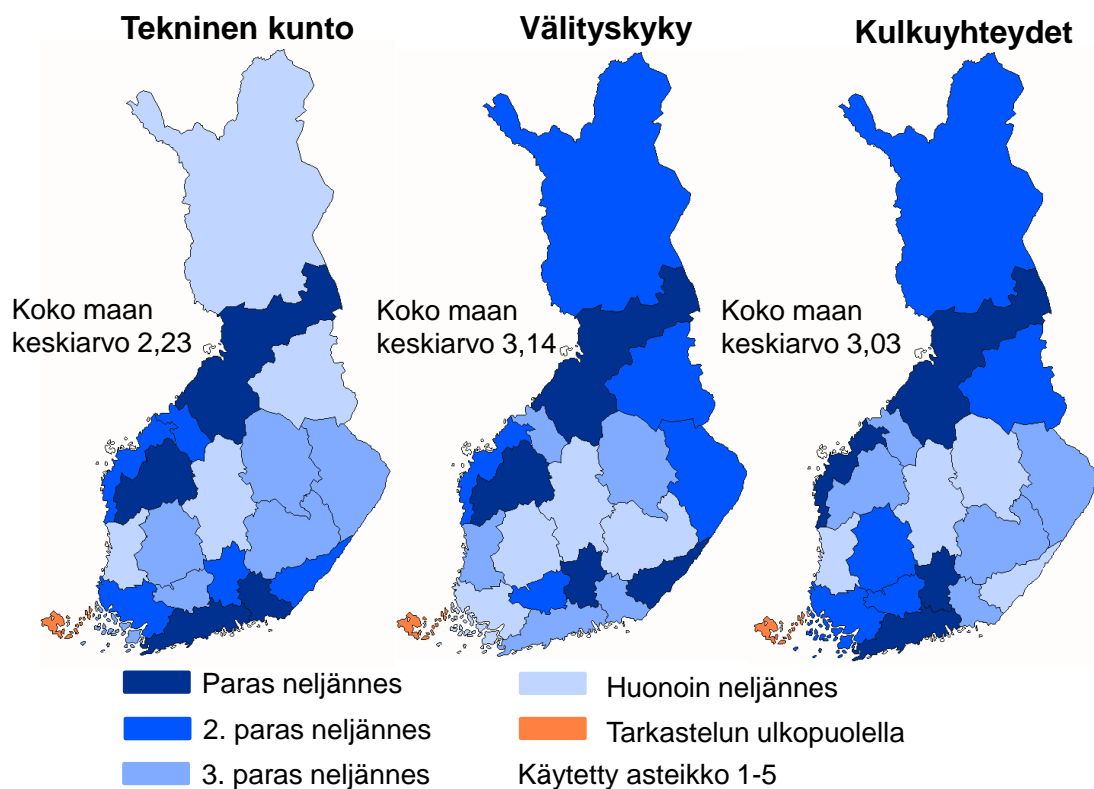 Tekninen kunto
Välityskyky
Kulkuyhteydet
Koko maan
keskiarvo 2,23
Koko maan
keskiarvo 3,14
Koko maan
keskiarvo 3,03
Paras neljännes
2. paras neljännes
3. paras neljännes
Huonoin neljännes
Tarkastelun ulkopuolella
Käytetty asteikko 1-5